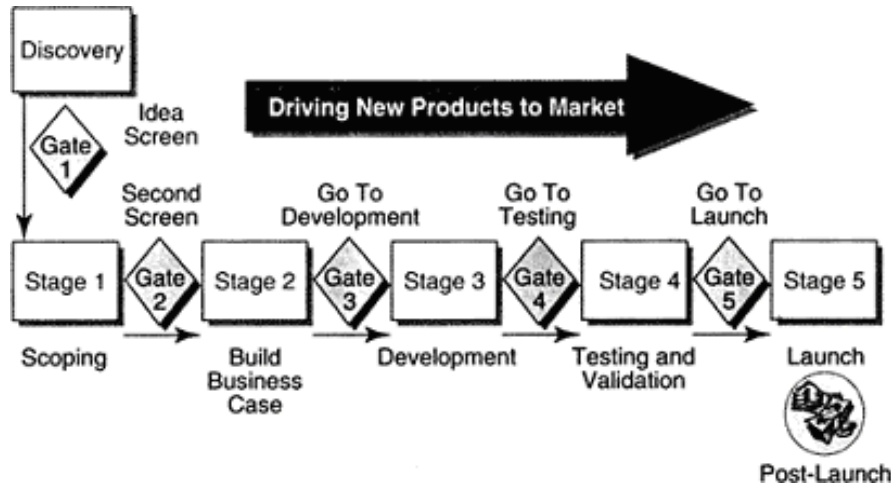 Discovery
Driving New Products to Market
Idea
Screen
Gate
1
Second
Screen
Go To
Development
Go To
Testing
Go To
Launch
Stage 1
Gate
2
Stage 2
Gate
3
Stage 3
Gate
4
Stage 4
Gate
5
Stage 5
Scoping
Build
Business
Case
Development
Testing and
Validation
Launch
Post-Launch